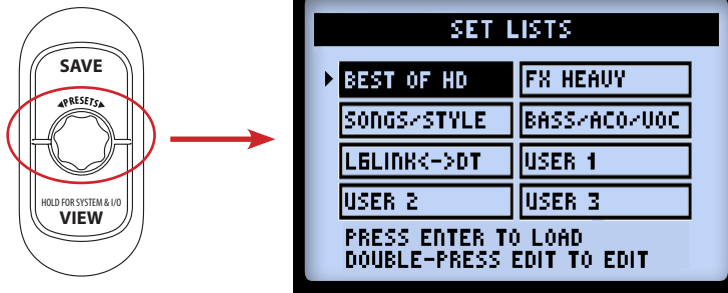 SAVE
◀PRESETS▶
HOLD FOR SYSTEM & I/O
VIEW
SET LISTS
BEST OF HD
FX HEAVY
SONGS/STYLE
BASS/ACO/VOC
L6LINK<->DT
USER 1
USER 2
USER 3
PRESS ENTER TO LOAD
DOUBLE-PRESS EDIT TO EDIT